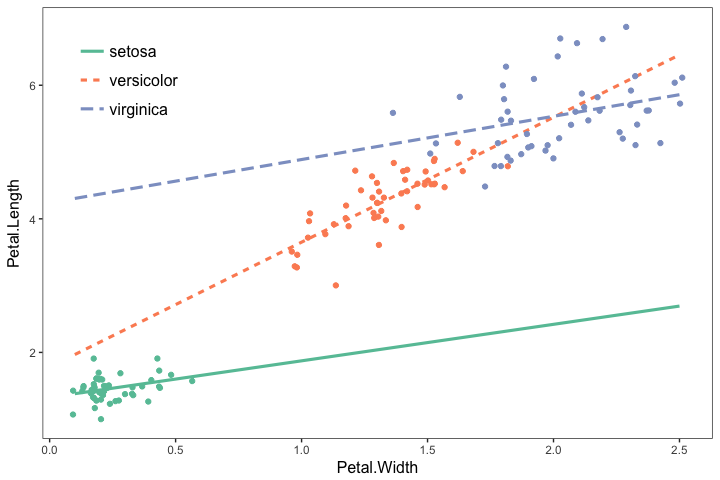 setosa
versicolor
virginica
Petal.Length
6
4
2
0.0 0.5 1.0 1.5 2.0 2.5
Petal.Width